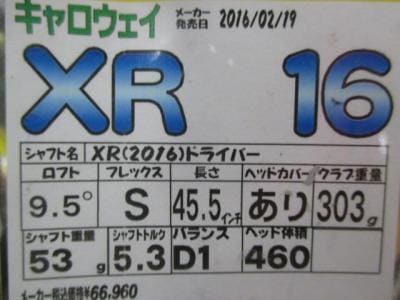 キャロウェイ メーカー発売日 2016/02/19
XR 16
シャフト名 XR(2016)ドライバー
ロフト フレックス 長さ ヘッドカバー クラブ重量
9.5° S 45.5インチ あり 303g
シャフト重量 シャフトトルク バランス ヘッド体積
53g 5.3 D1 460
メーカー税込価格¥66,960